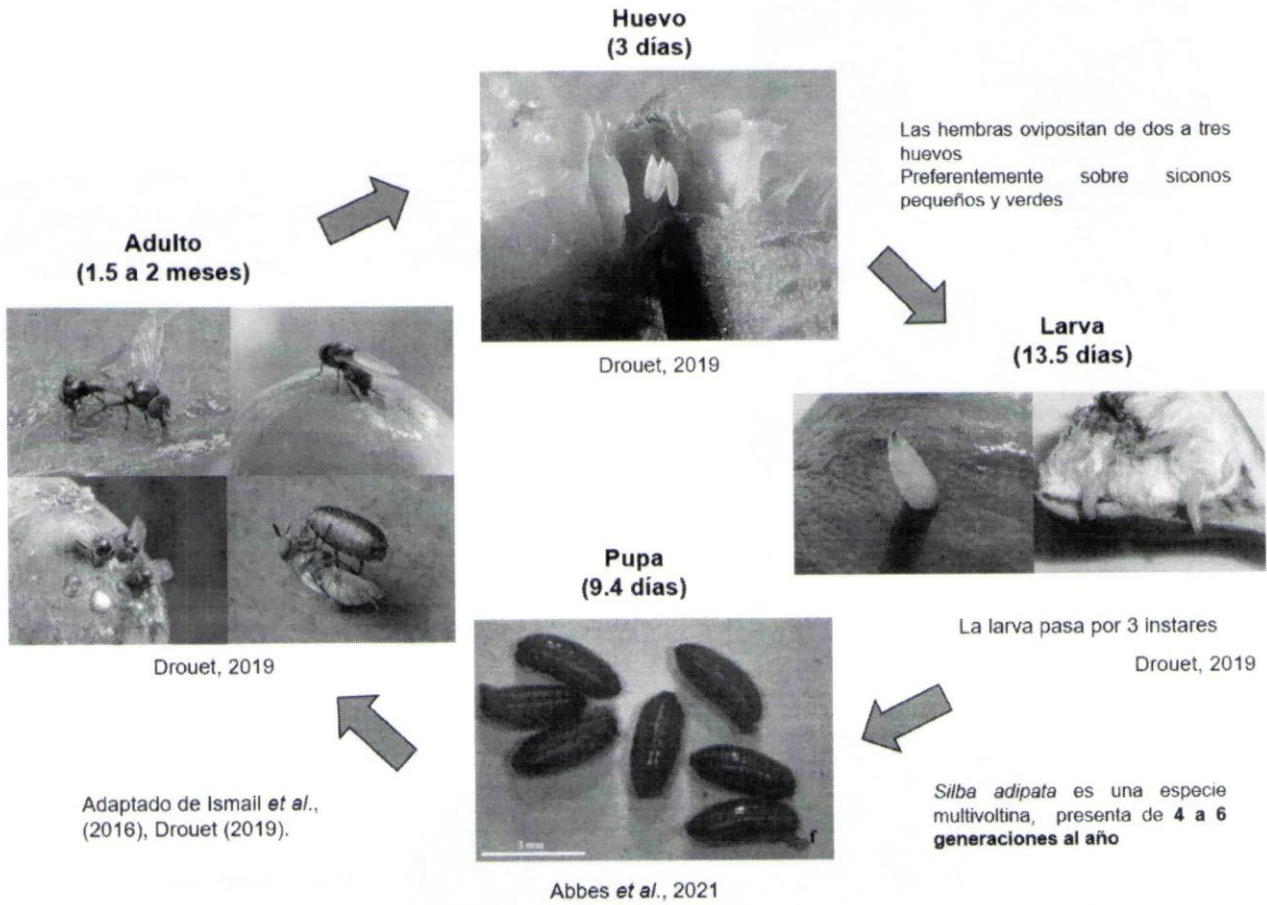 Huevo
(3 días)
Las hembras ovipositan de dos a tres
huevos
Preferentemente sobre siconos
pequeños y verdes
Adulto
(1.5 a 2 meses)
Drouet, 2019
Larva
(13.5 días)
Drouet, 2019
Pupa
(9.4 días)
La larva pasa por 3 instares
Drouet, 2019
Adaptado de Ismail et al.,
(2016), Drouet (2019).
Silba adipata es una especie
multivoltina, presenta de 4 a 6
generaciones al año
3 mm
f
Abbes et al., 2021